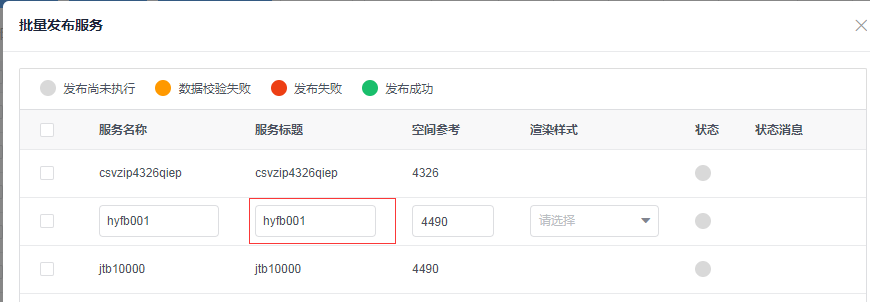 批量发布服务
发布尚未执行 数据校验失败 发布失败 发布成功
服务名称 服务标题 空间参考 渲染样式 状态 状态消息
csvzip4326qiep csvzip4326qiep 4326
hyfb001 hyfb001 4490 请选择
jtb10000 jtb10000 4490